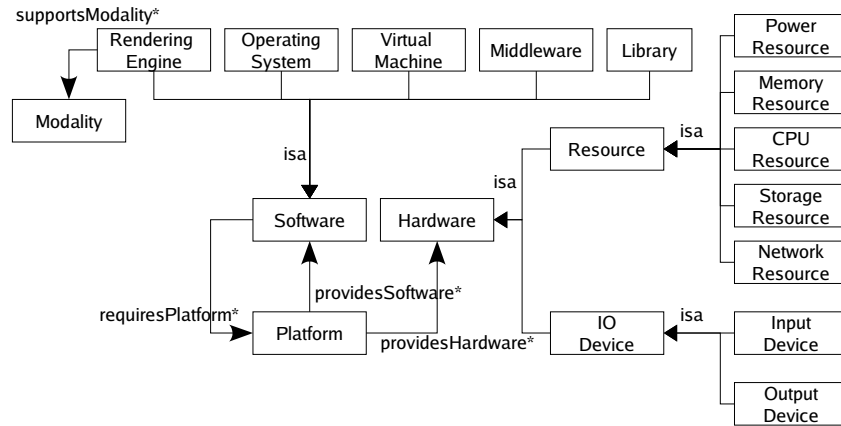 supportsModality*
Rendering
Engine
Operating
System
Virtual
Machine
Middleware
Library
Power
Resource
Modality
Memory
Resource
isa
Resource
isa
CPU
Resource
isa
Software
Hardware
Storage
Resource
Network
Resource
requiresPlatform*
providesSoftware*
Platform
providesHardware*
IO
Device
isa
Input
Device
Output
Device